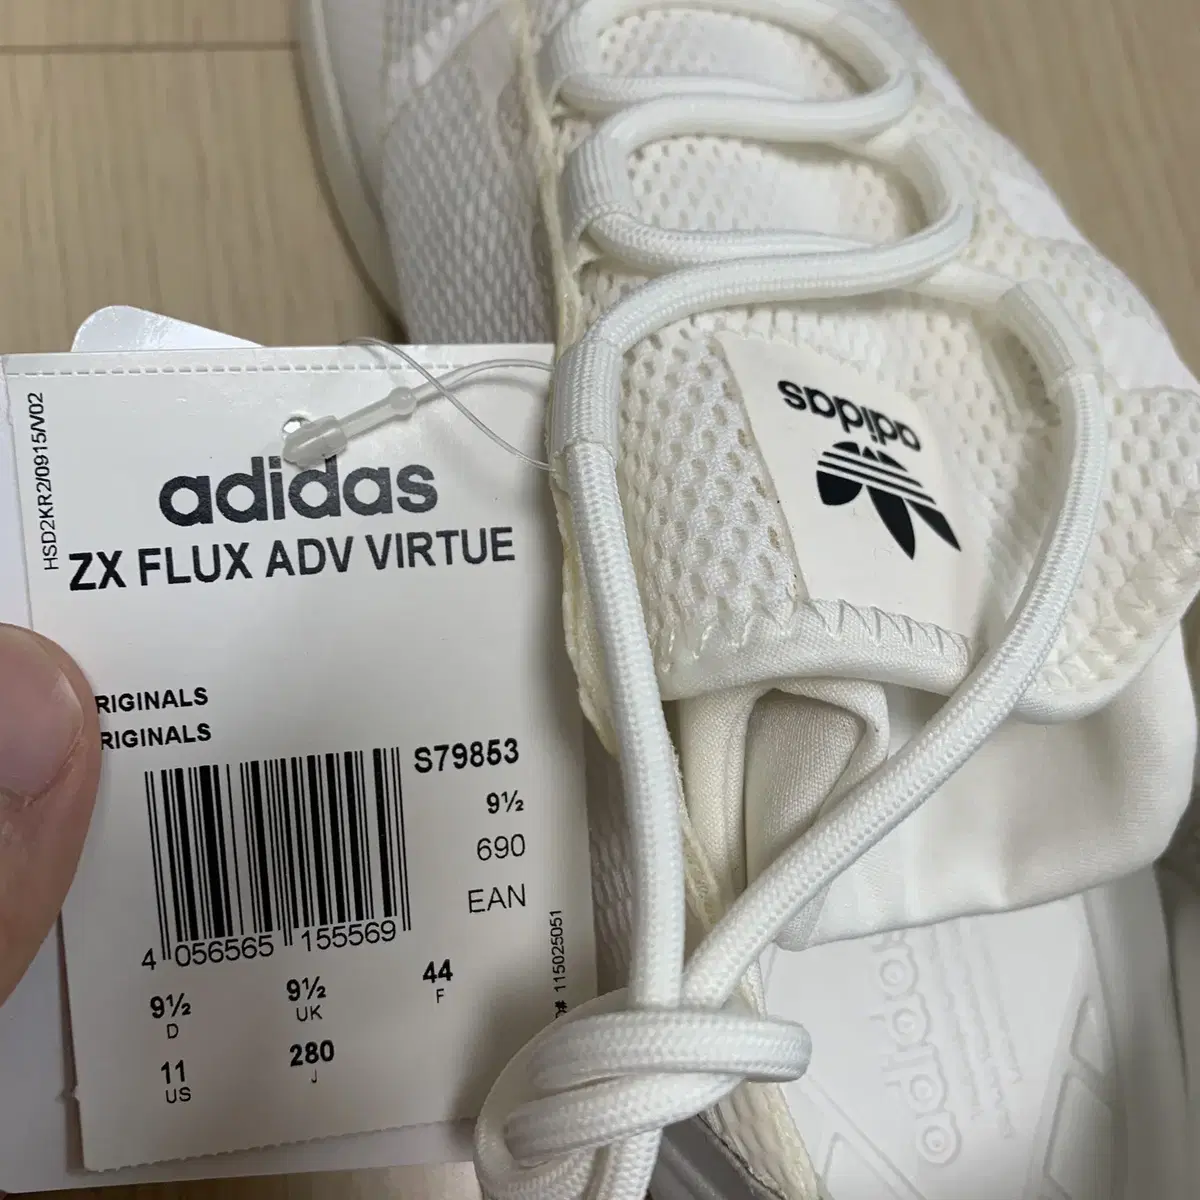 HSD2KR2/0915/V02
adidas
ZX FLUX ADV VIRTUE
RIGINALS
RIGINALS
S79853
9½
690
EAN
4 056565 155569
9½
D
9½
UK
44
F
11
US
280
J
# 115025051
adidas
adidas